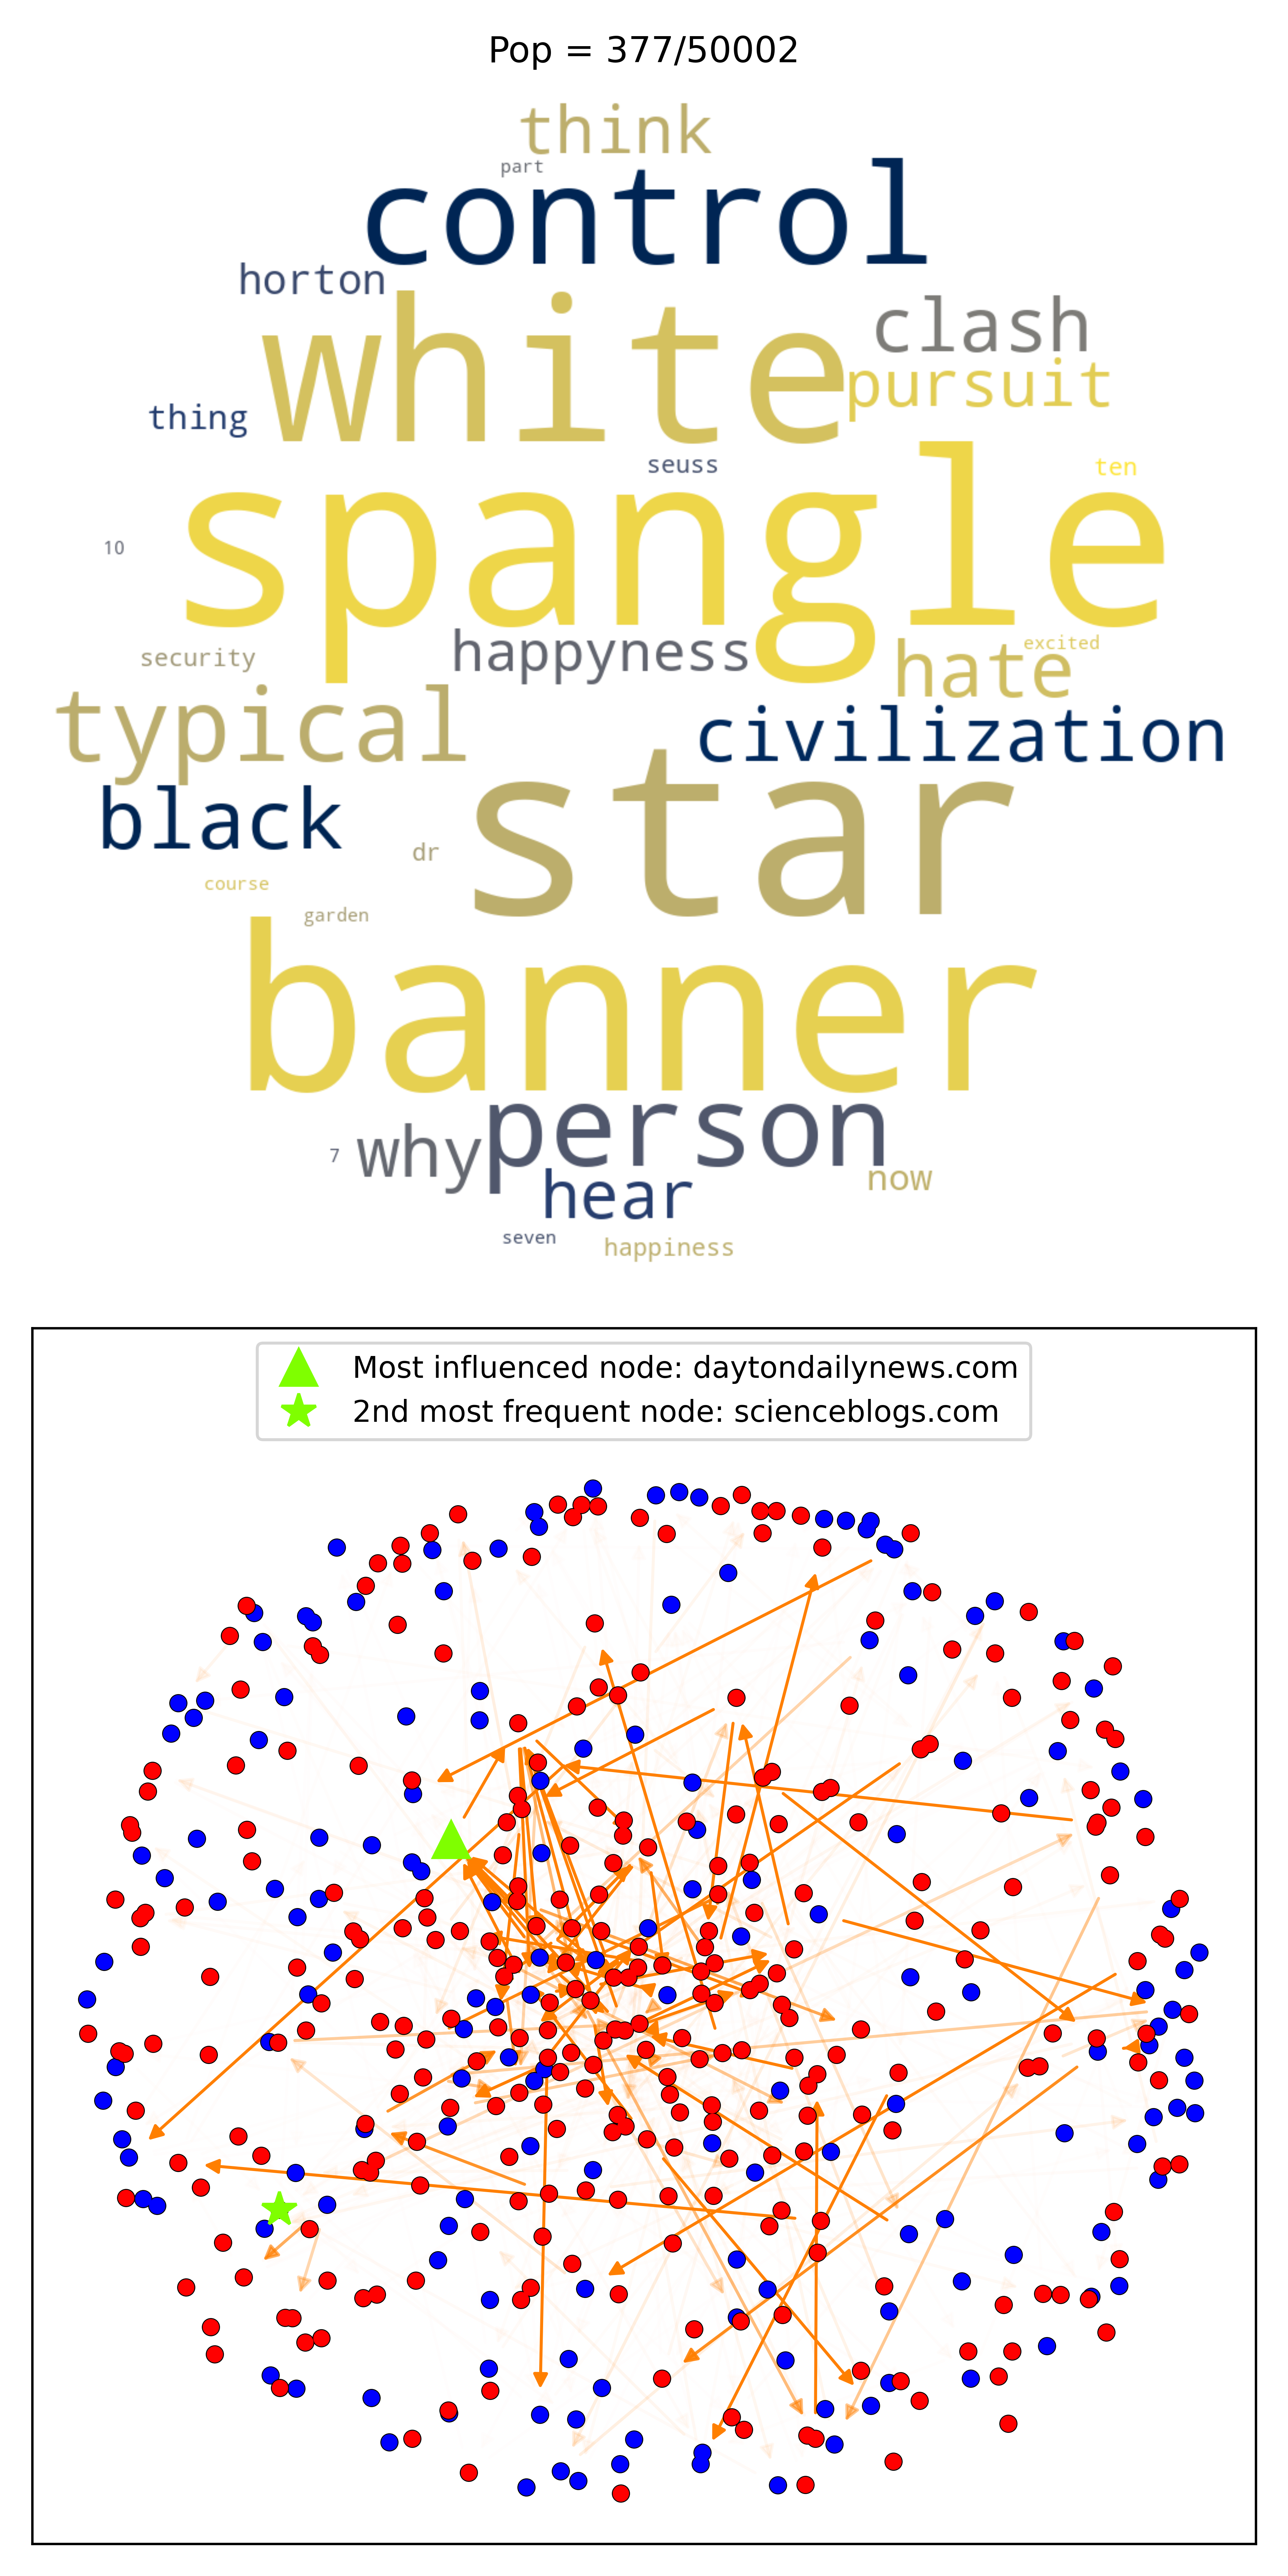 Pop = 377/50002
think
part
control
horton
white
clash
pursuit
thing
seuss
ten
spangle
10
security
happyness
hate
excited
typical
civilization
black
star
dr
course
garden
banner
person
7
why
hear
now
seven
happiness
Most influenced node: daytondailynews.com
2nd most frequent node: scienceblogs.com